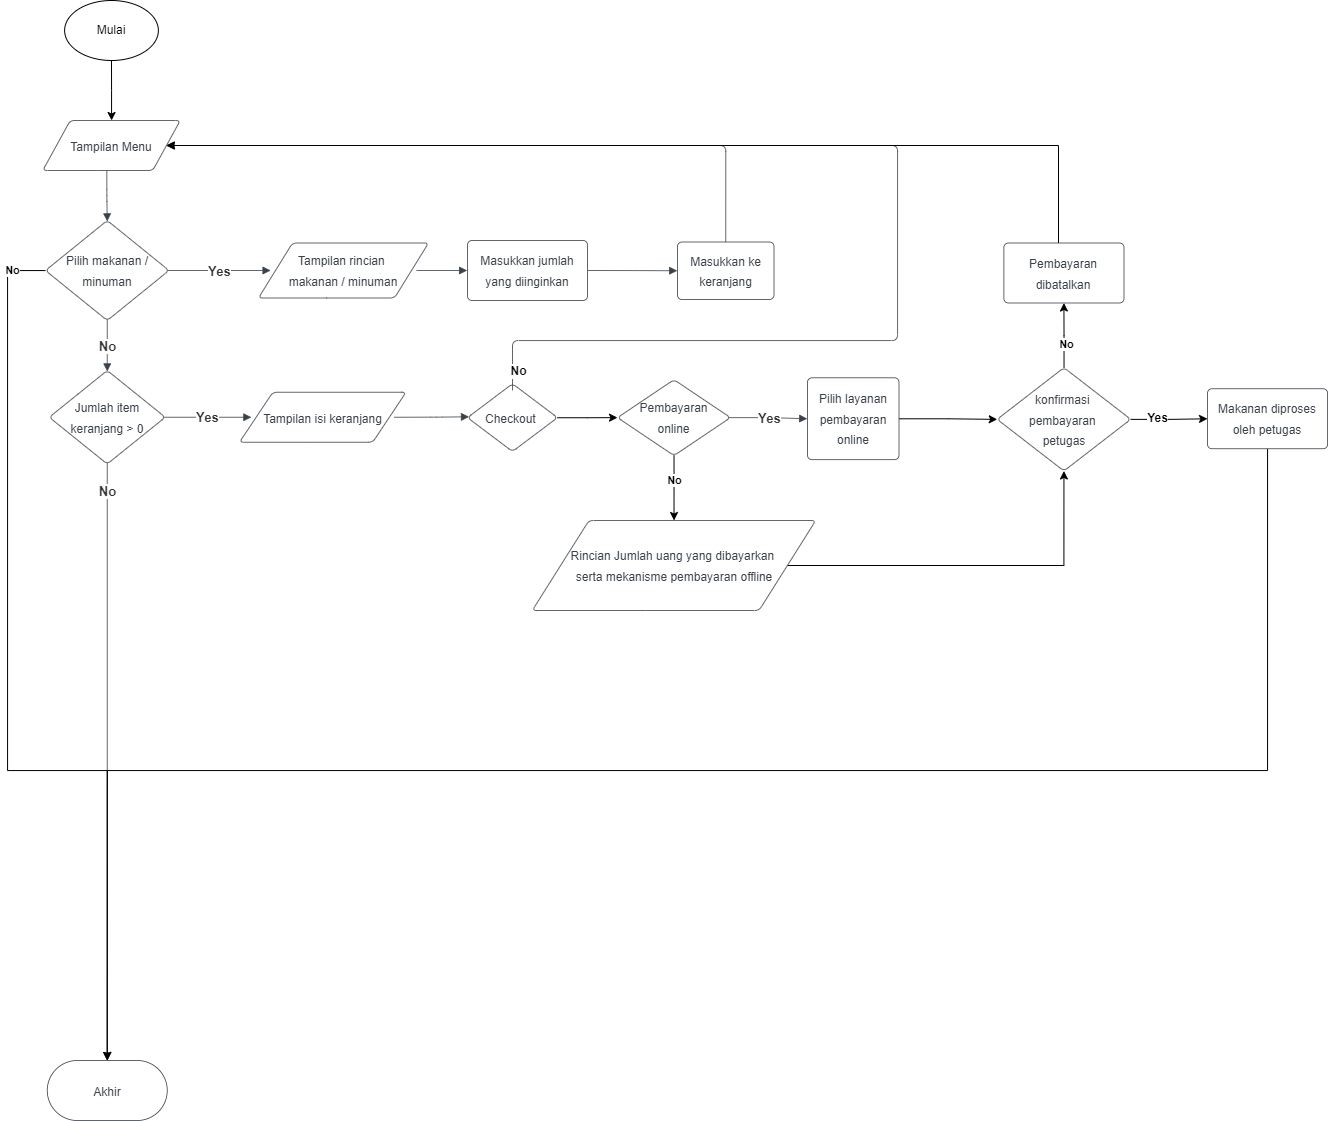 Mulai
Tampilan Menu
Pilih makanan /
minuman
No
Yes
Tampilan rincian
makanan / minuman
Masukkan jumlah
yang diinginkan
Masukkan ke
keranjang
Pembayaran
dibatalkan
No
No
No
Jumlah item
keranjang > 0
Yes
Tampilan isi keranjang
Checkout
Pembayaran
online
Yes
Pilih layanan
pembayaran
online
konfirmasi
pembayaran
petugas
Yes
Makanan diproses
oleh petugas
No
No
Rincian Jumlah uang yang dibayarkan
serta mekanisme pembayaran offline
Akhir